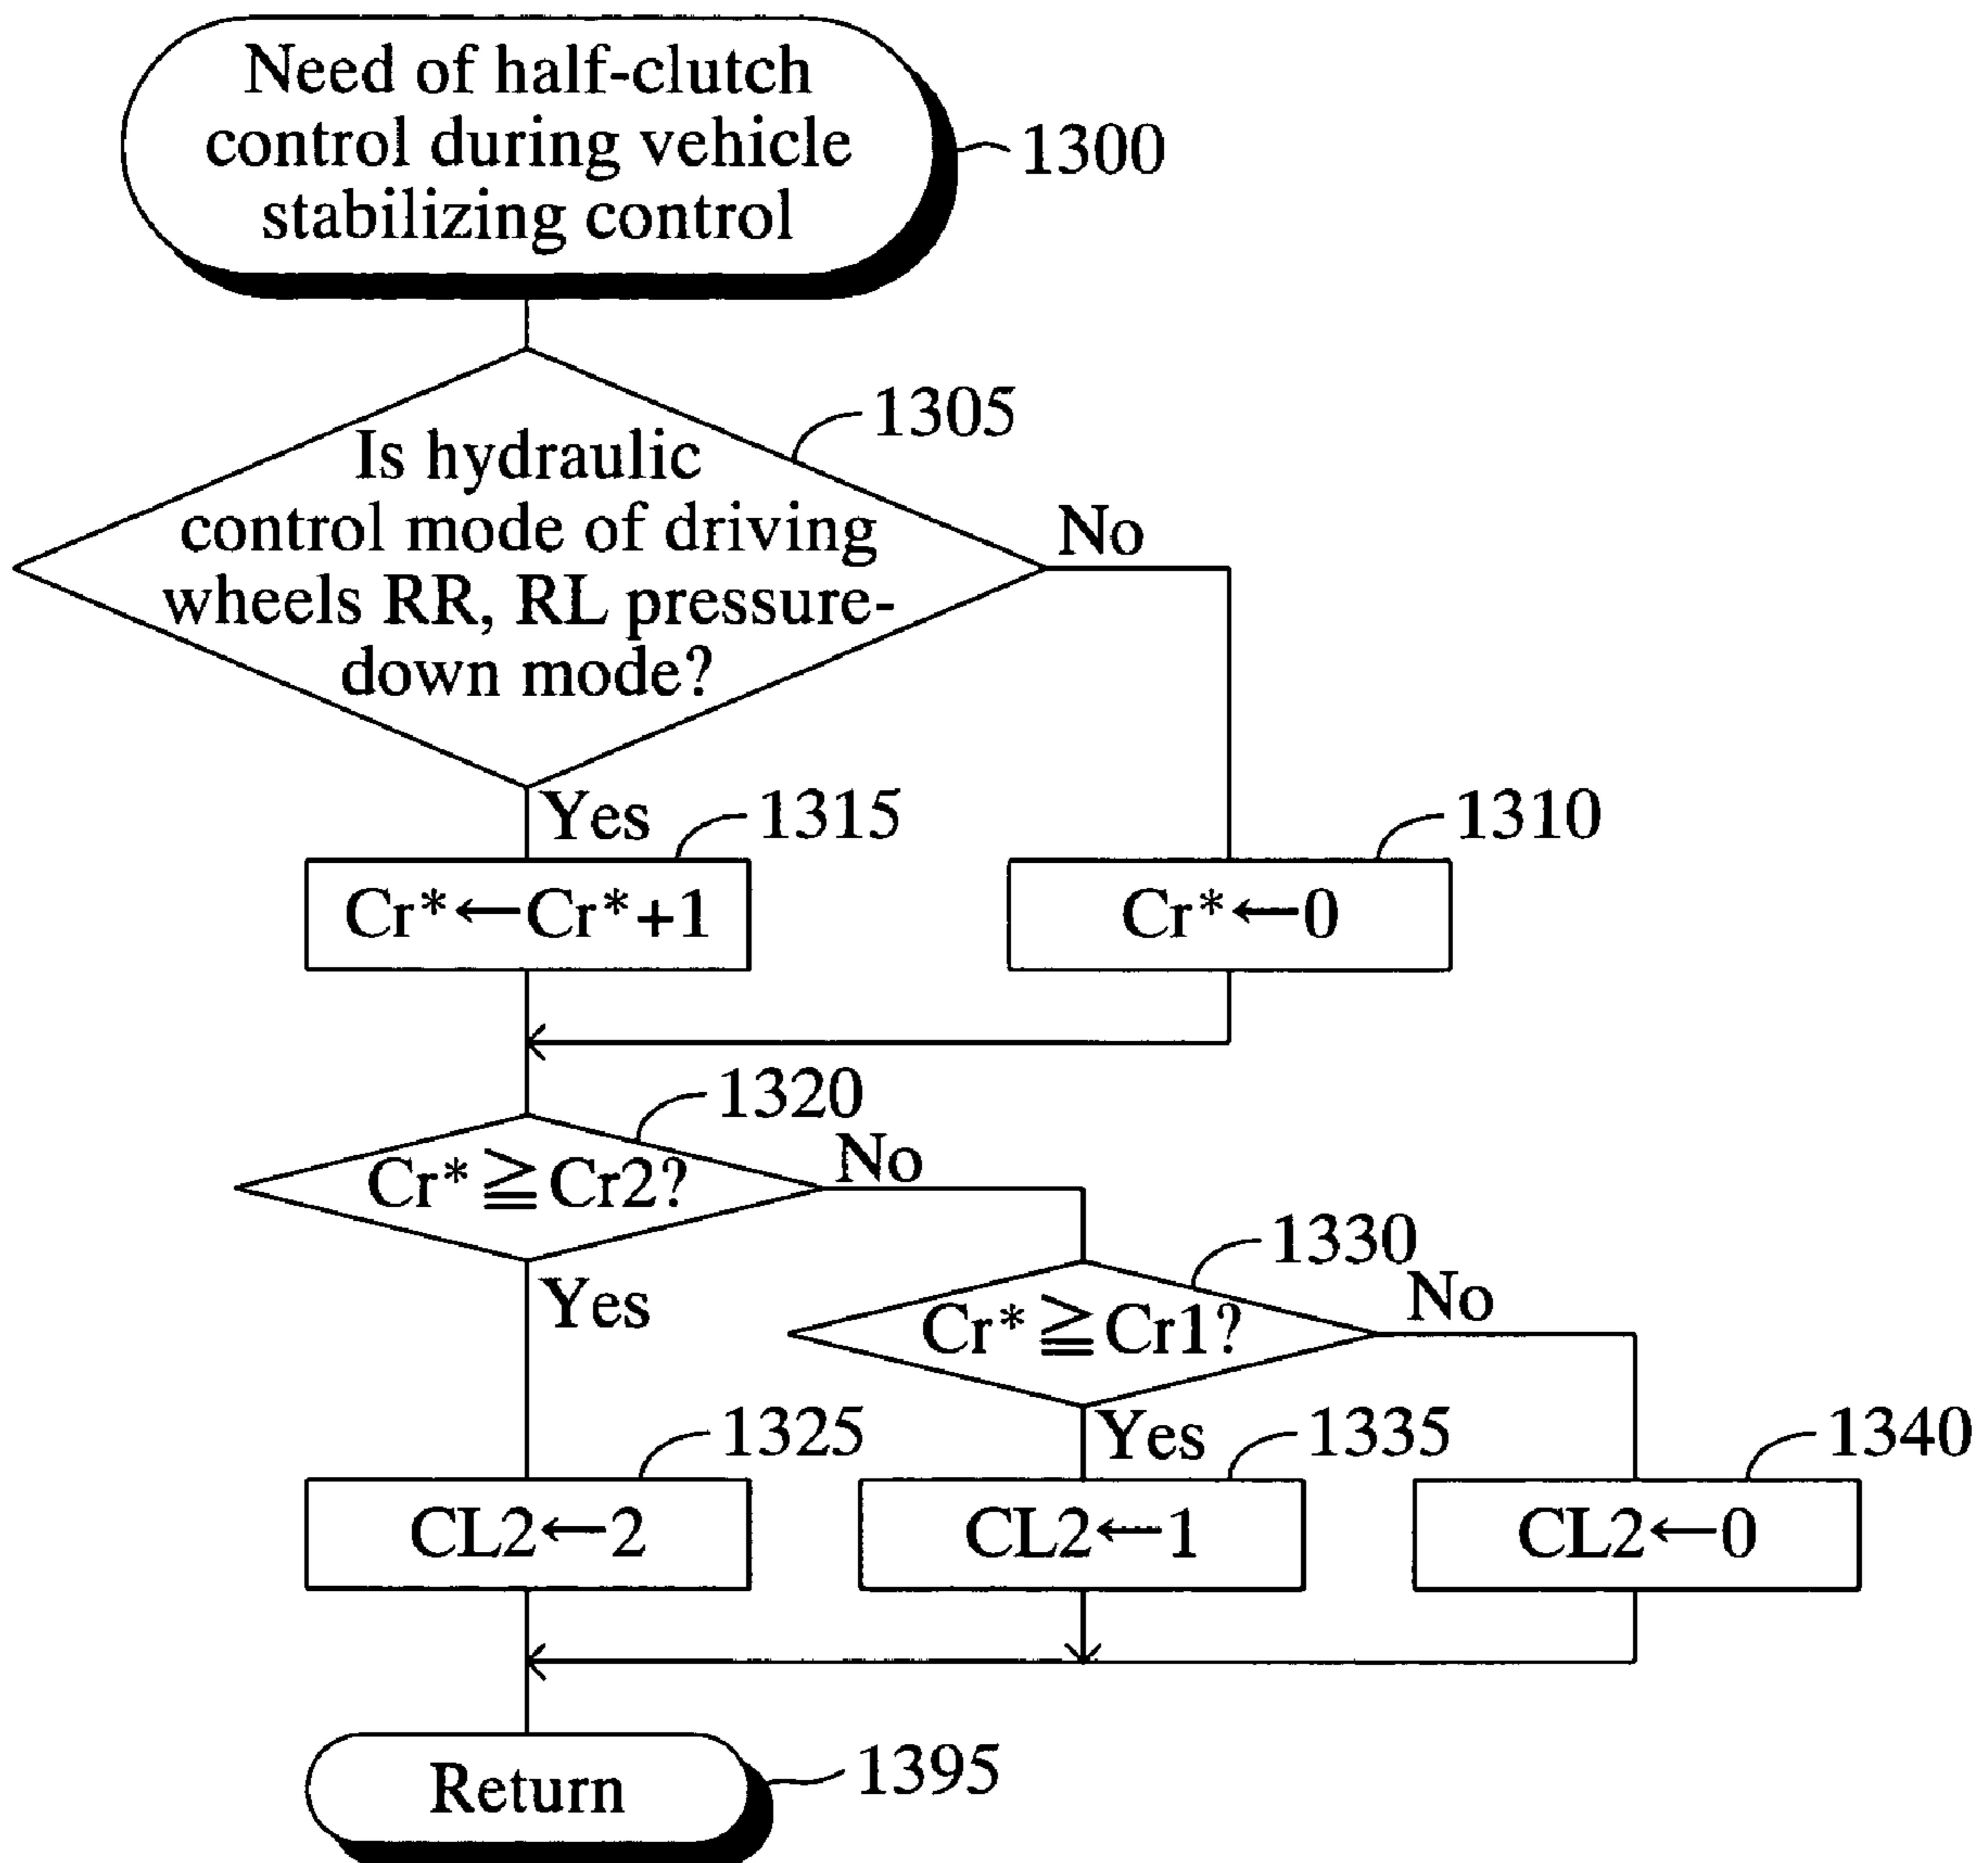 Need of half-clutch
control during vehicle
stabilizing control
1300
1305
Is hydraulic
control mode of driving
wheels RR, RL pressure-
down mode?
No
Yes
1315
1310
Cr*←Cr*+1
Cr*←0
1320
Cr*≧Cr2?
No
1330
Yes
Cr*≧Cr1?
No
1325
Yes
1335
1340
CL2←2
CL2←1
CL2←0
Return
1395